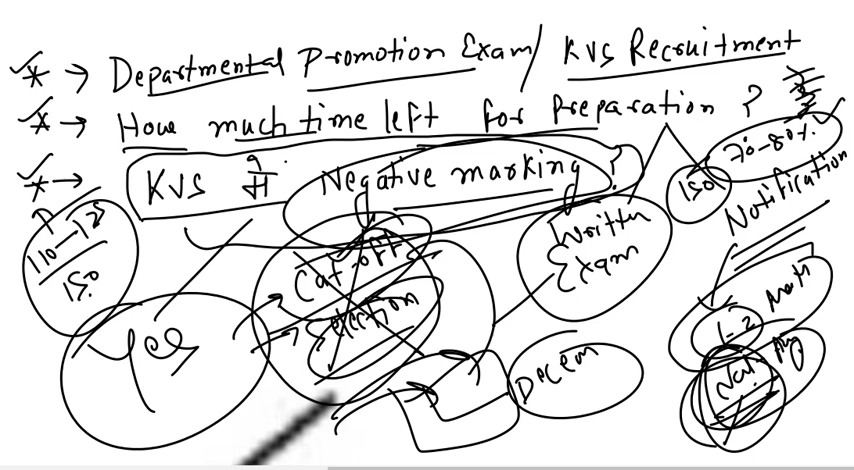 * → Departmental Promotion Exam/ KVS Recruitment
* → How much time left for Preparation ?
* → KVS में Negative marking ?
150
70-80%.
Notification
110-125
150
Yes
Cut-off
Selection
Written
Exam
1-2
Decem